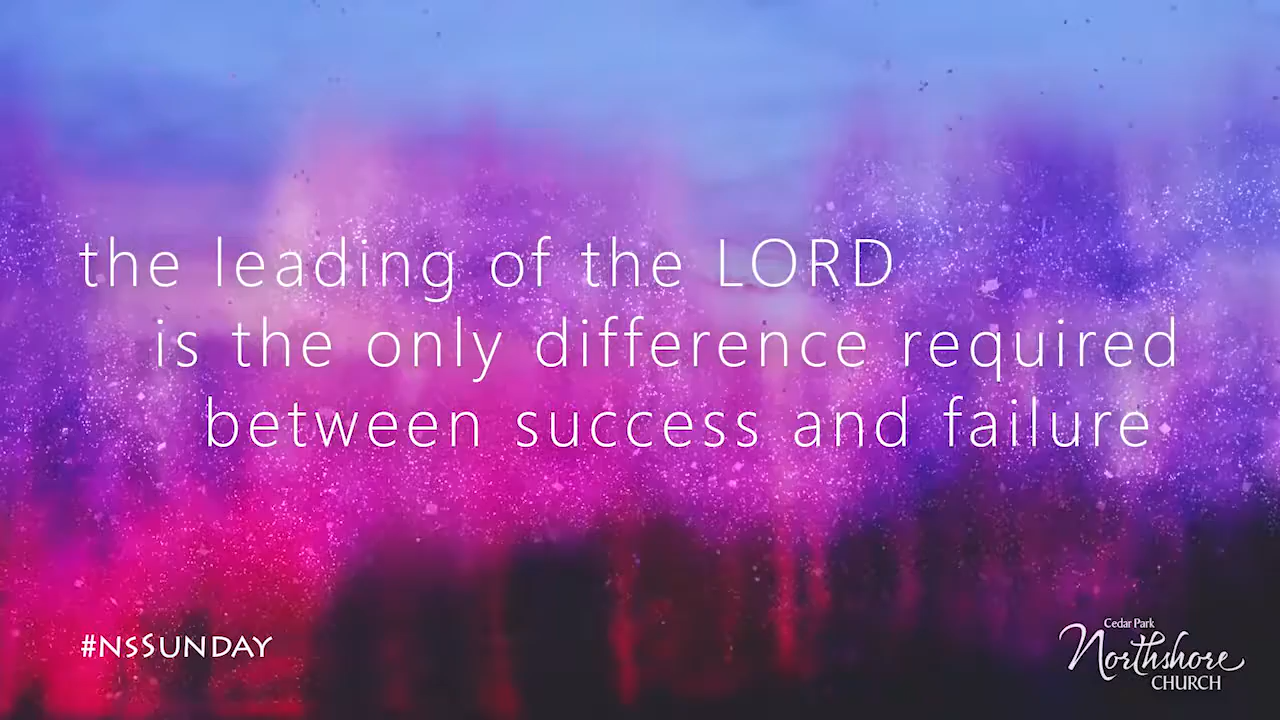 the leading of the LORD
is the only difference required
between success and failure
#NSSUNDAY
Cedar Park
Northshore
CHURCH